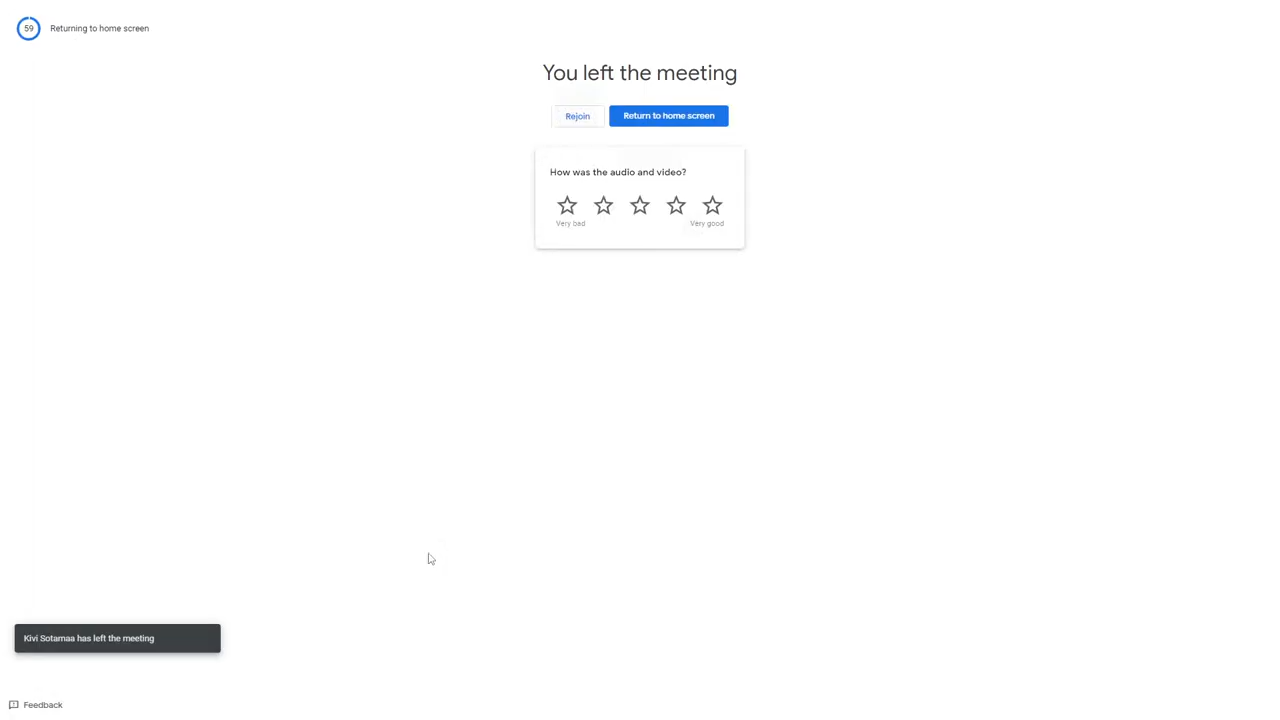 59 Returning to home screen
You left the meeting
Rejoin Return to home screen
How was the audio and video?
Very bad Very good
Kivi Sotamaa has left the meeting
Feedback